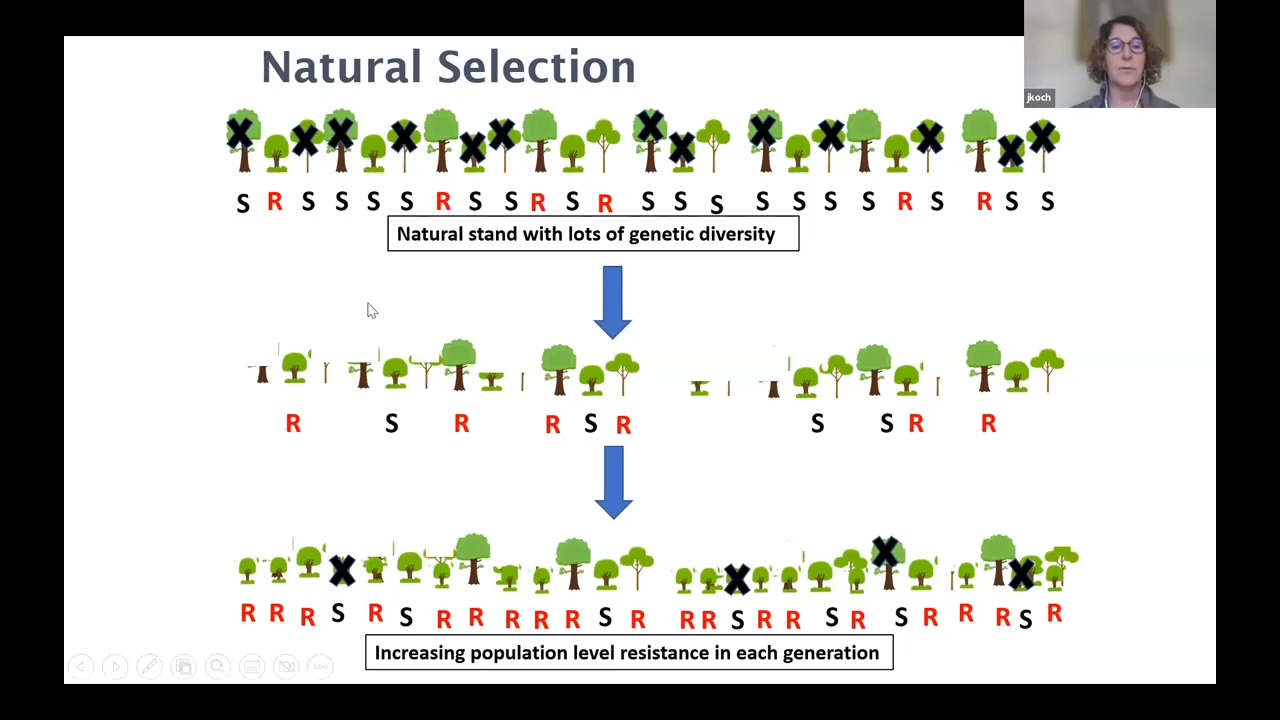 Natural Selection
jkoch
S R S S S S R S S R S R S S S S S S S R S R S S
Natural stand with lots of genetic diversity
R S R R S R S S R R
R R R S R S R R R R R S R R R S R R S R S R R R S R
Increasing population level resistance in each generation